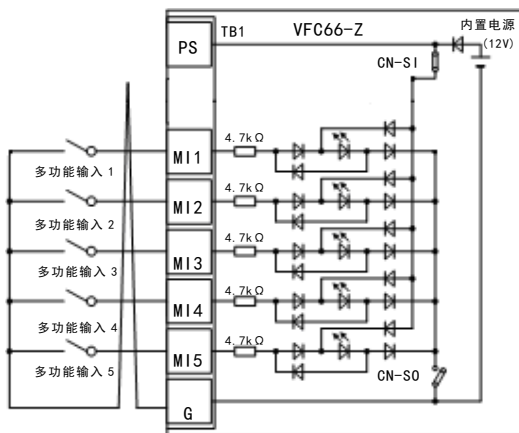 TB1 VFC66-Z 内置电源
(12V)
PS
CN-SI
4.7kΩ
MI1
多功能输入 1
4.7kΩ
MI2
多功能输入 2
4.7kΩ
MI3
多功能输入 3
4.7kΩ
MI4
多功能输入 4
4.7kΩ
MI5
多功能输入 5
CN-SO
G